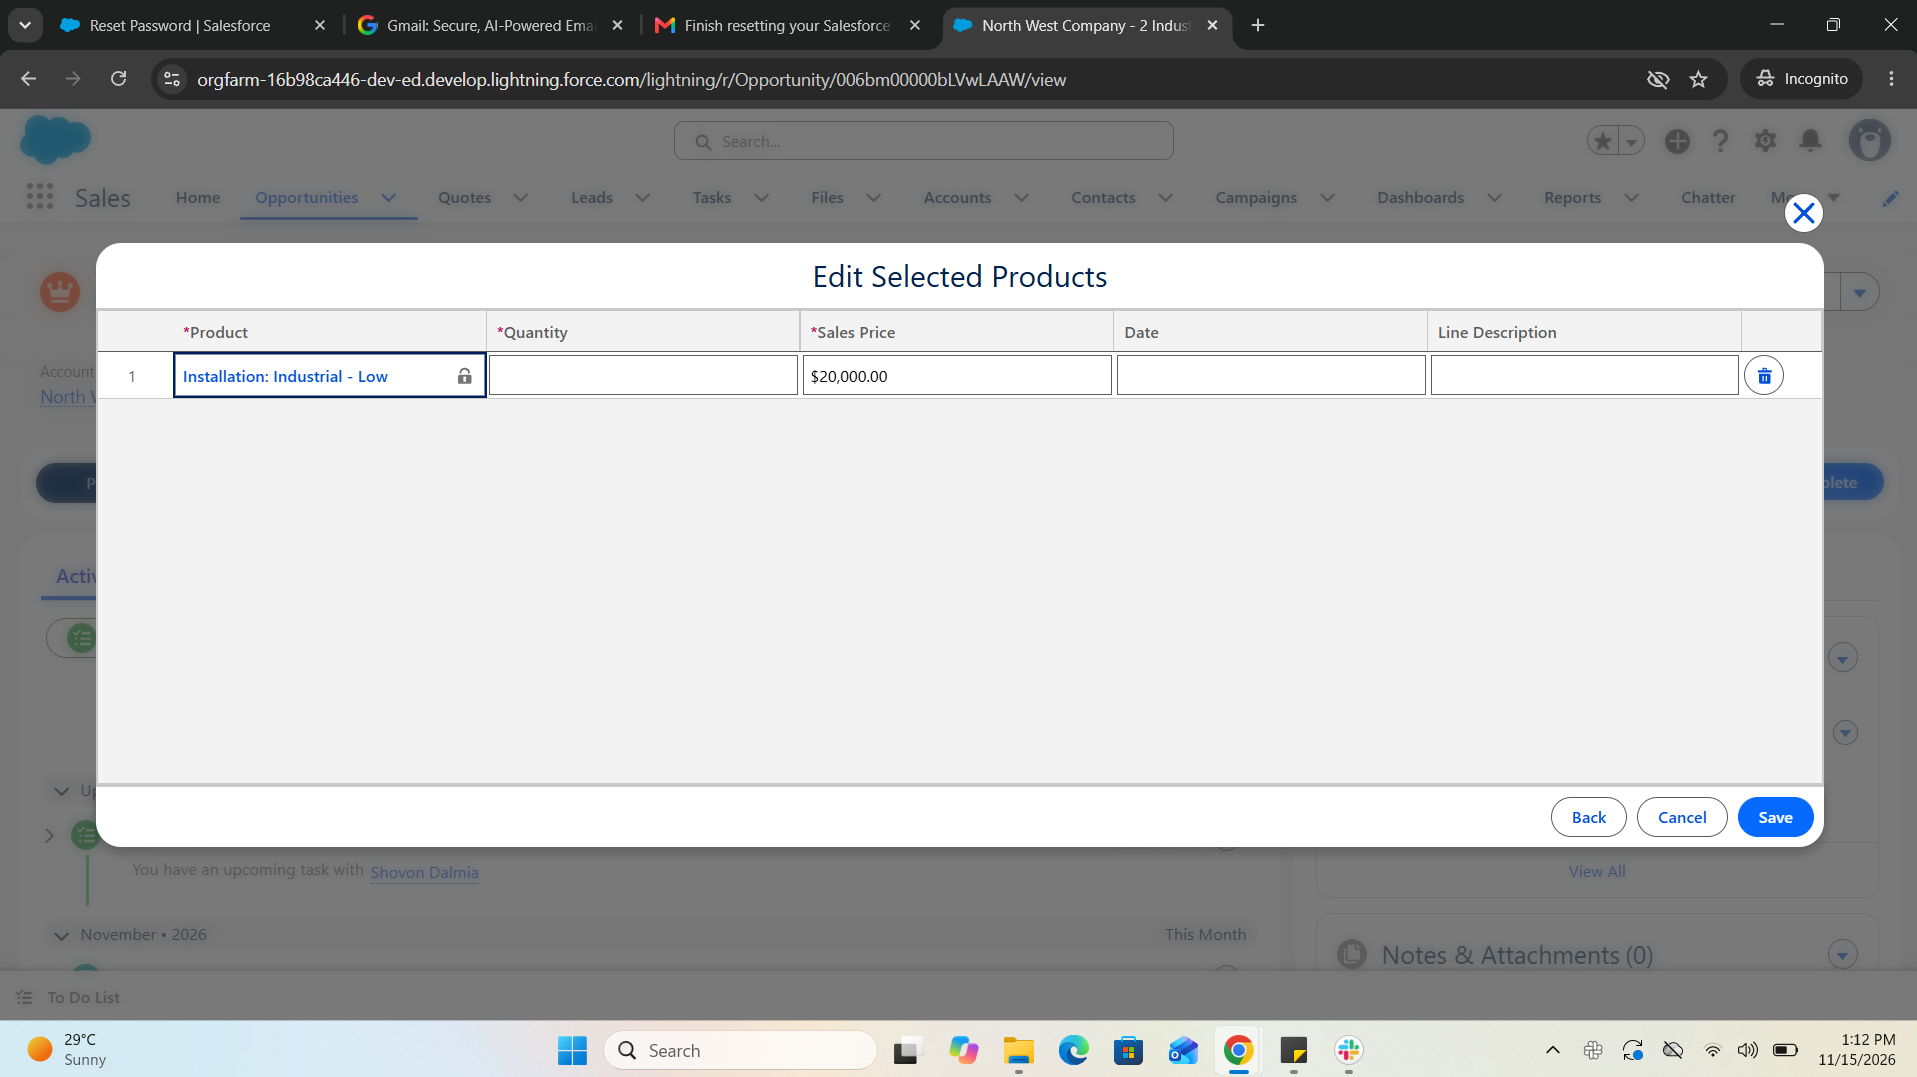 Reset Password | Salesforce
Gmail: Secure, AI-Powered Emai
Finish resetting your Salesforce
North West Company - 2 Indust
orgfarm-16b98ca446-dev-ed.develop.lightning.force.com/lightning/r/Opportunity/006bm00000bLVwLAAW/view
Incognito
Search...
Sales
Home
Opportunities
Quotes
Leads
Tasks
Files
Accounts
Contacts
Campaigns
Dashboards
Reports
Chatter
Edit Selected Products
*Product
*Quantity
*Sales Price
Date
Line Description
1
Installation: Industrial - Low
$20,000.00
Account
North
Back
Cancel
Save
You have an upcoming task with Shovon Dalmia
View All
November • 2026
This Month
Notes & Attachments (0)
To Do List
29°C
Sunny
Search
1:12 PM
11/15/2026